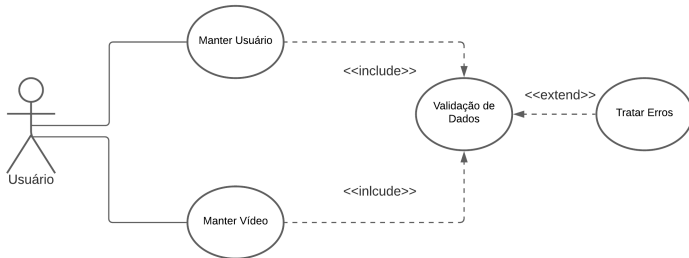 Manter Usuário
<<include>>
Validação de
Dados
<<extend>>
Tratar Erros
Usuário
<<inlcude>>
Manter Vídeo